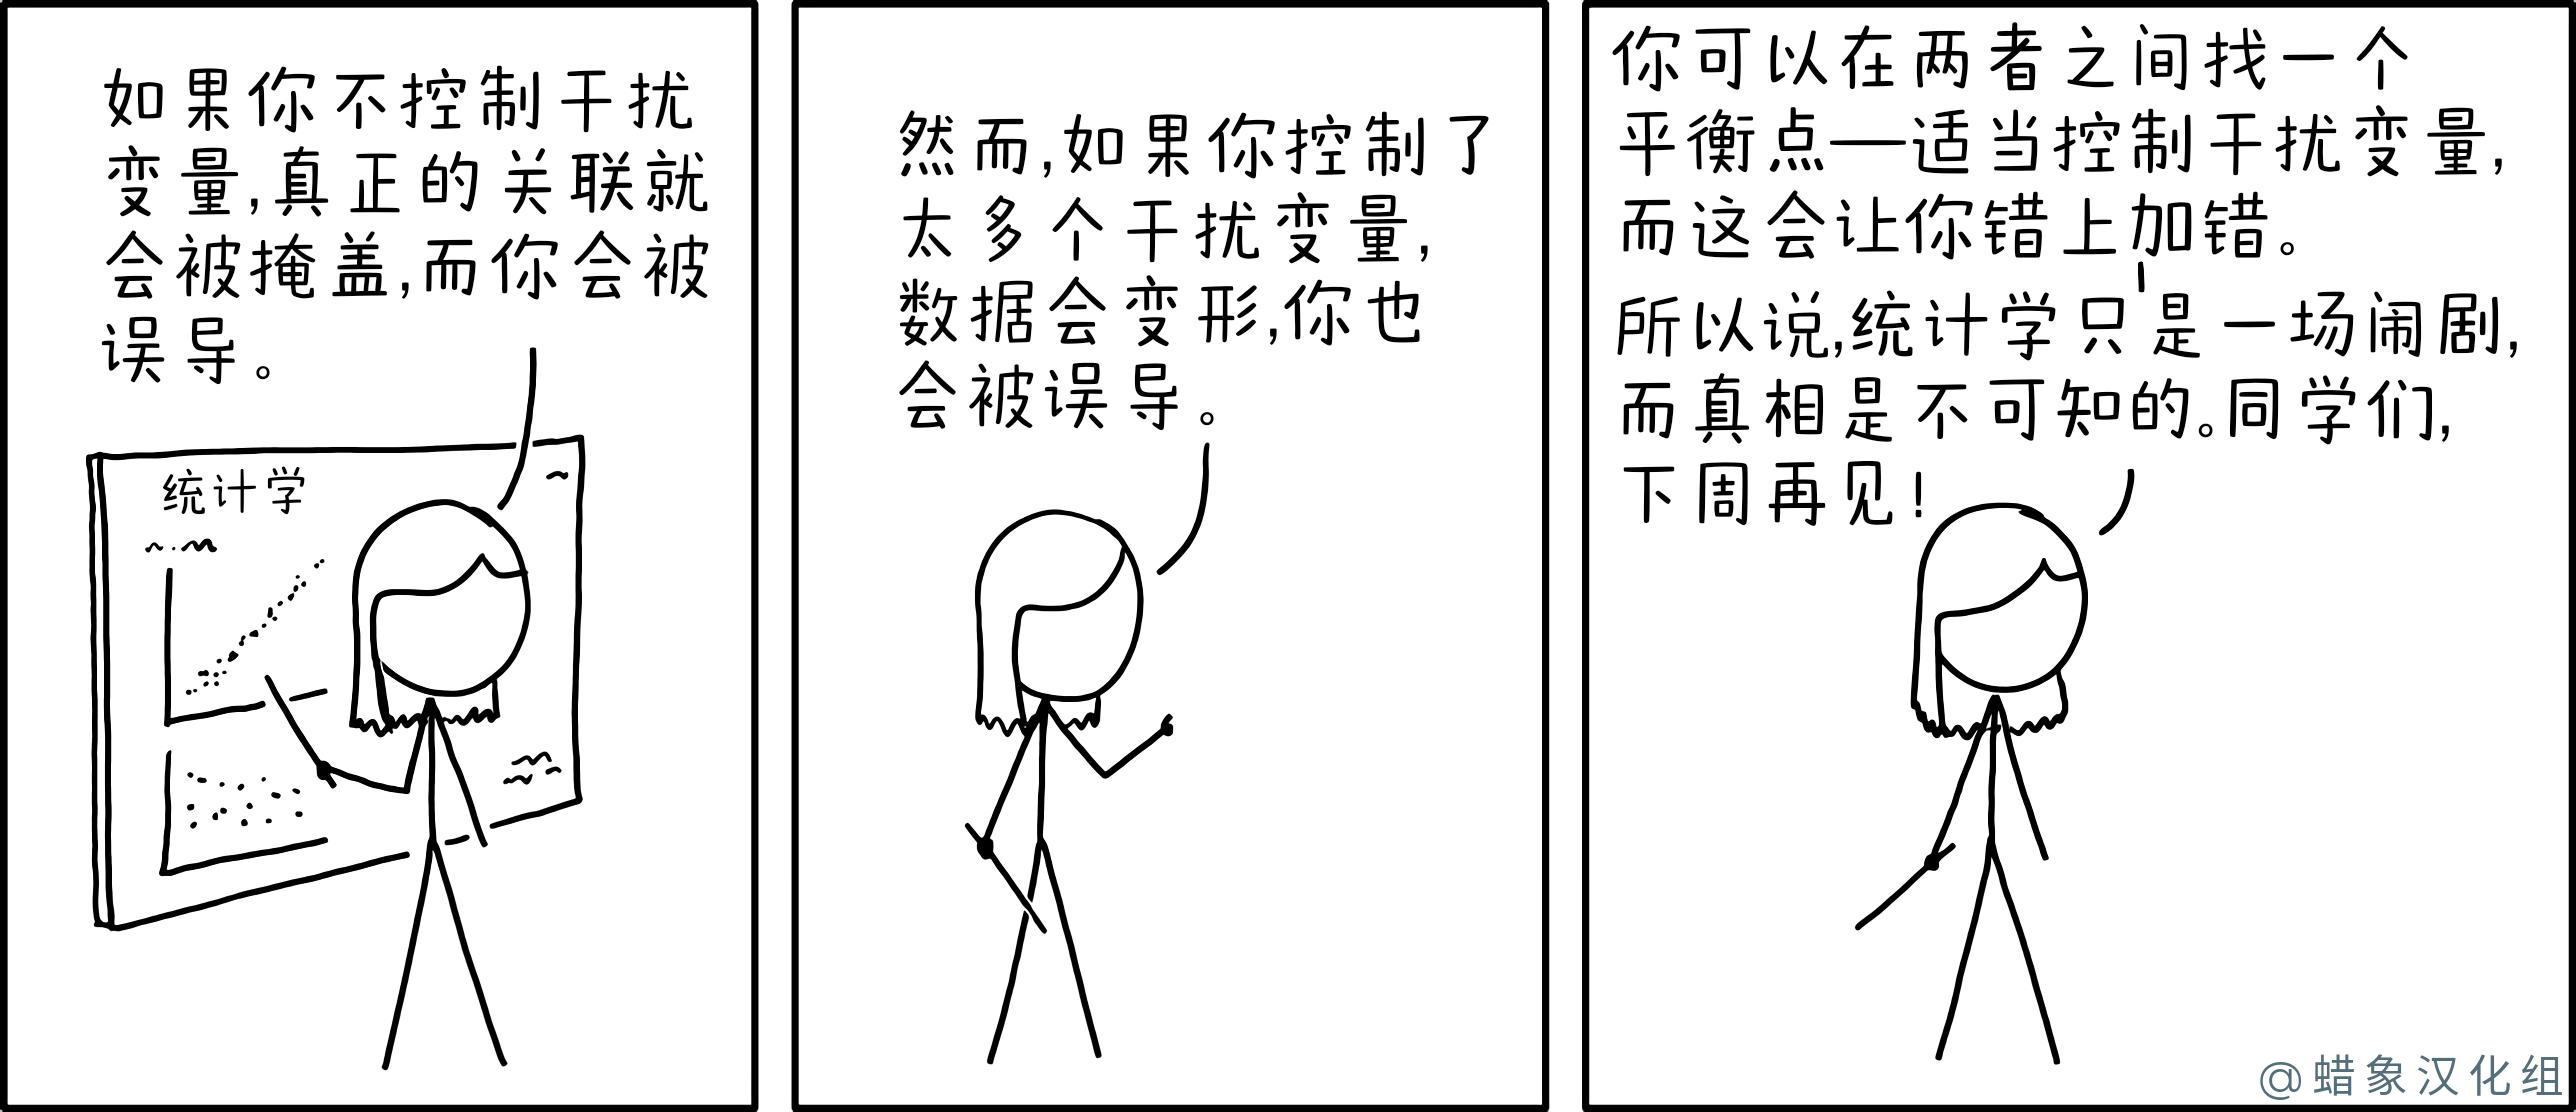 如果你不控制干扰
变量,真正的关联就
会被掩盖,而你会被
误导。
统计学
然而,如果你控制了
太多个干扰变量,
数据会变形,你也
会被误导。
你可以在两者之间找一个
平衡点—适当控制干扰变量,
而这会让你错上加错。
所以说,统计学只是一场闹剧,
而真相是不可知的。同学们,
下周再见!
@蜡象汉化组